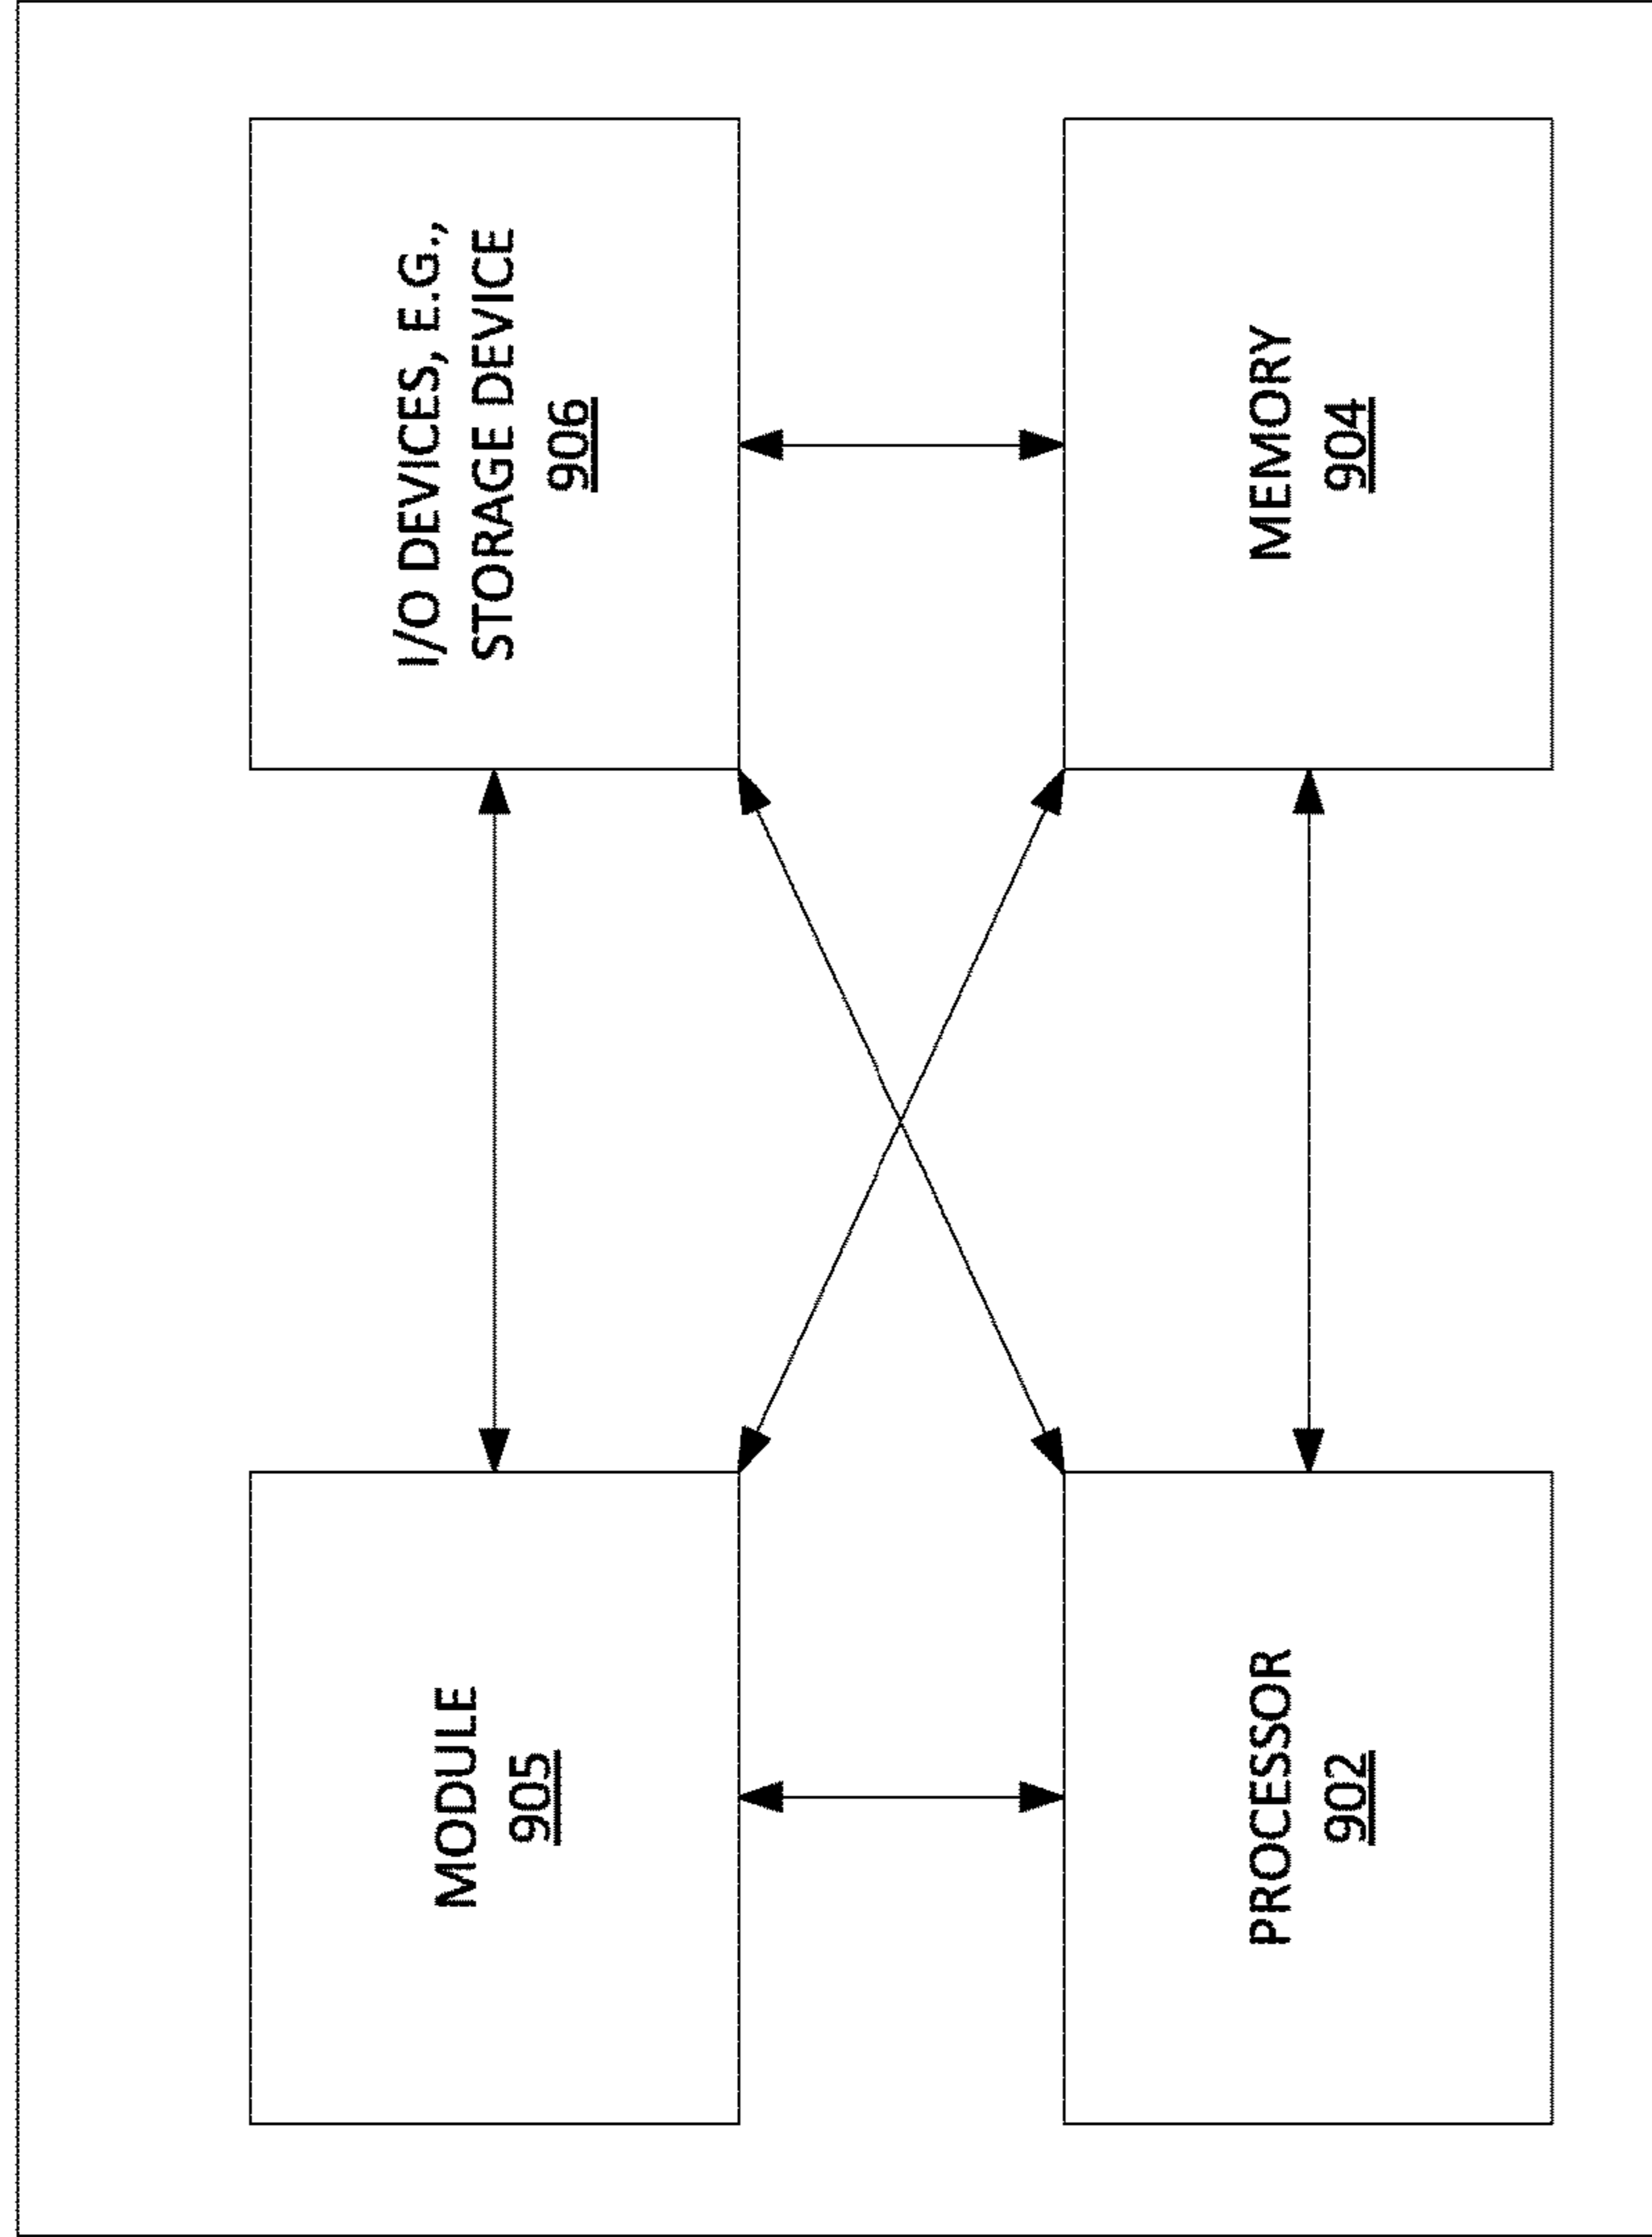 MODULE
905
I/O DEVICES, E.G.,
STORAGE DEVICE
906
PROCESSOR
902
MEMORY
904